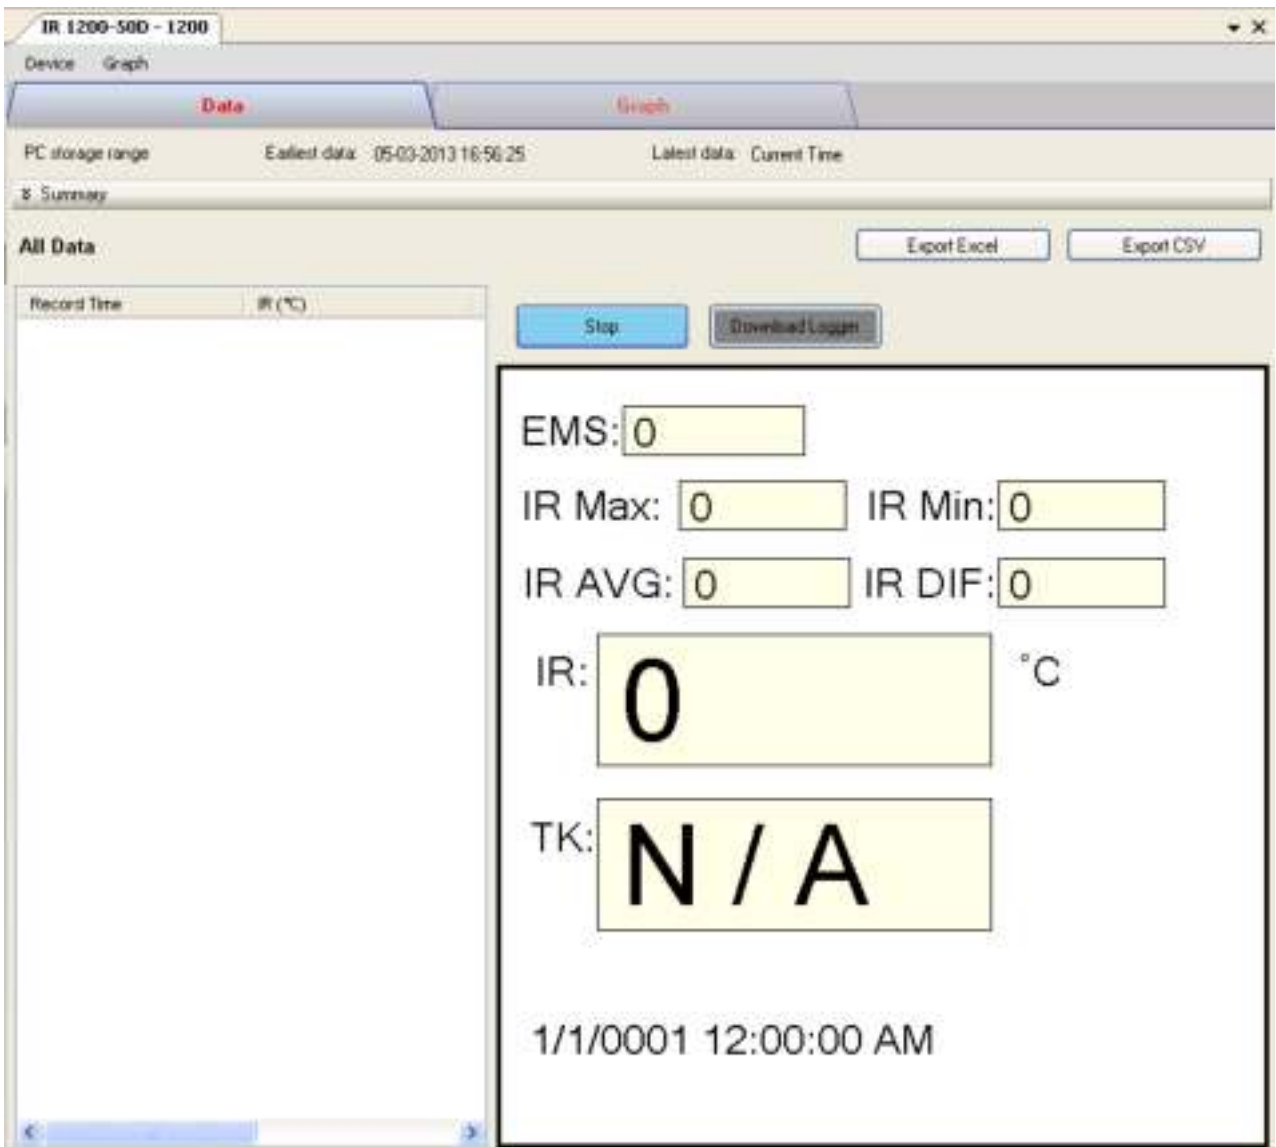 IR 1200-50D - 1200
Device Graph
Data Graph
PC storage range Earliest data: 05-03-2013 16:56:25 Latest data: Current Time
Summary
All Data Export Excel Export CSV
Record Time IR (℃)
Stop Download Logger
EMS: 0
IR Max: 0 IR Min: 0
IR AVG: 0 IR DIF: 0
IR: 0 °C
TK: N / A
1/1/0001 12:00:00 AM